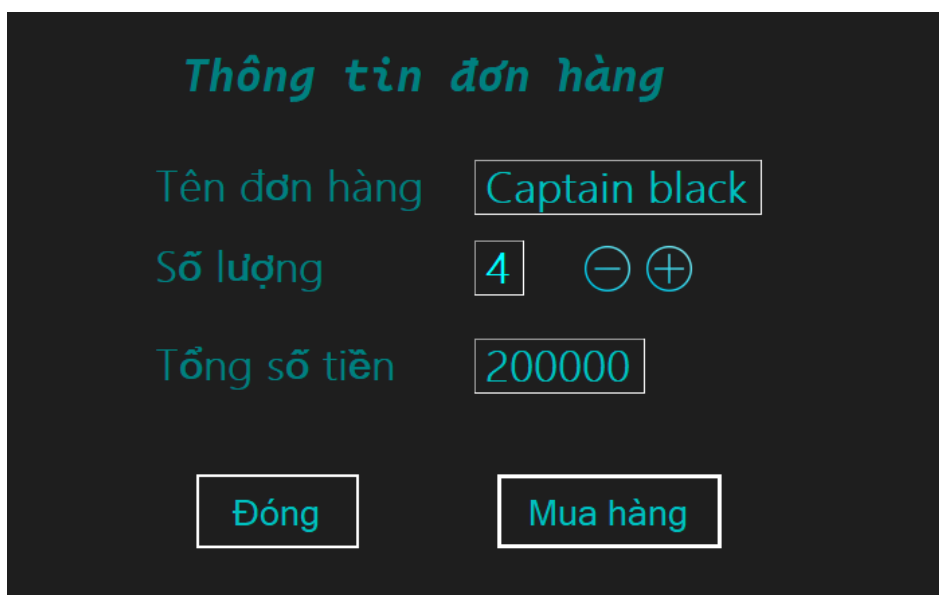 Thông tin đơn hàng
Tên đơn hàng Captain black
Số lượng 4
Tổng số tiền 200000
Đóng Mua hàng